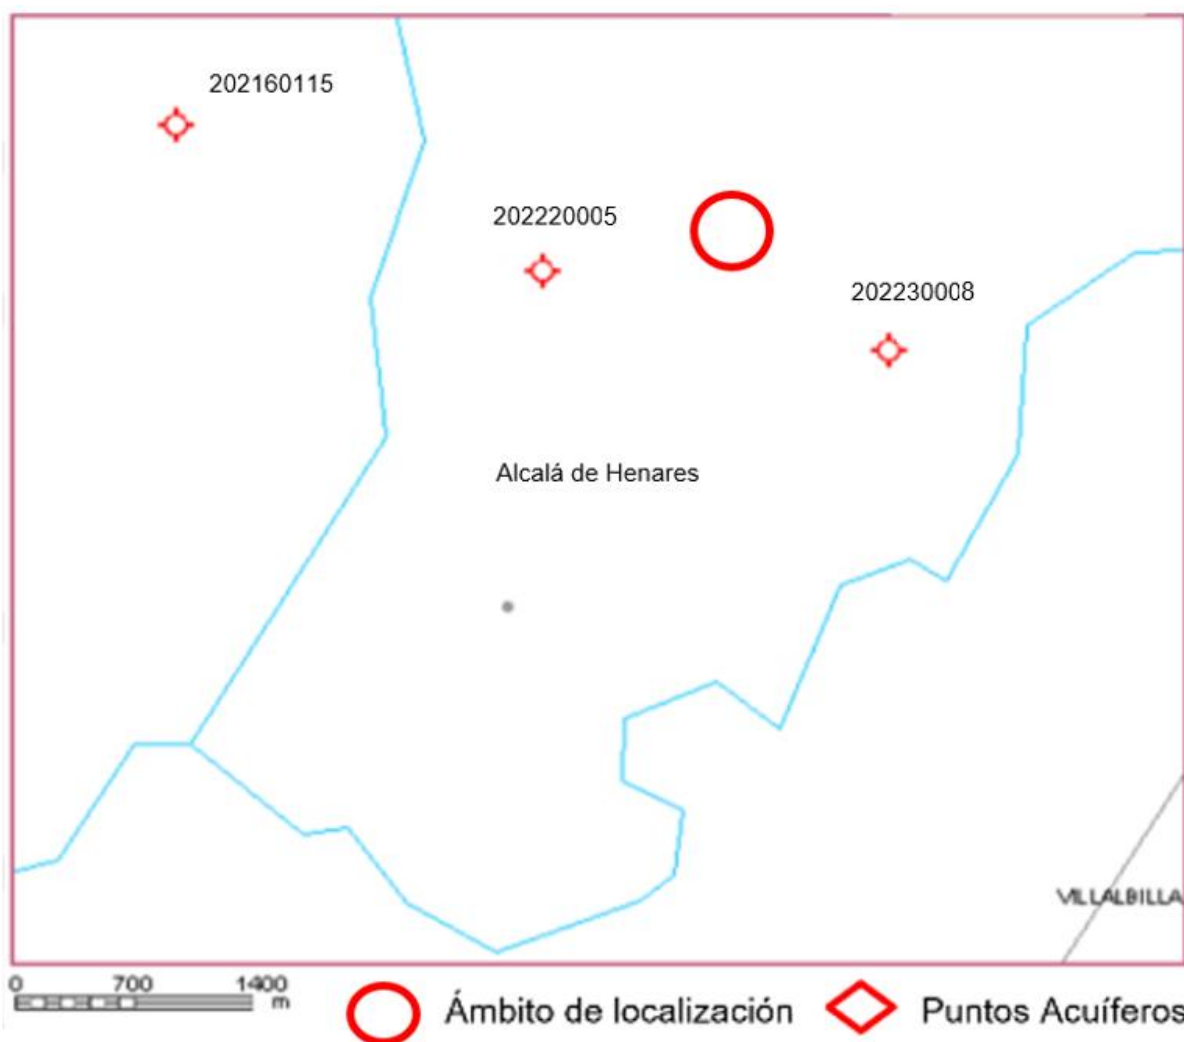 202160115
202220005
202230008
Alcalá de Henares
VILLALBILLA
0 700 1400
m
Ámbito de localización
Puntos Acuíferos